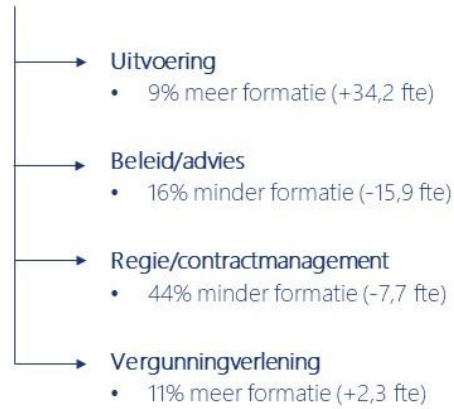 Uitvoering
• 9% meer formatie (+34,2 fte)
Beleid/advies
• 16% minder formatie (-15,9 fte)
Regie/contractmanagement
• 44% minder formatie (-7,7 fte)
Vergunningverlening
• 11% meer formatie (+2,3 fte)